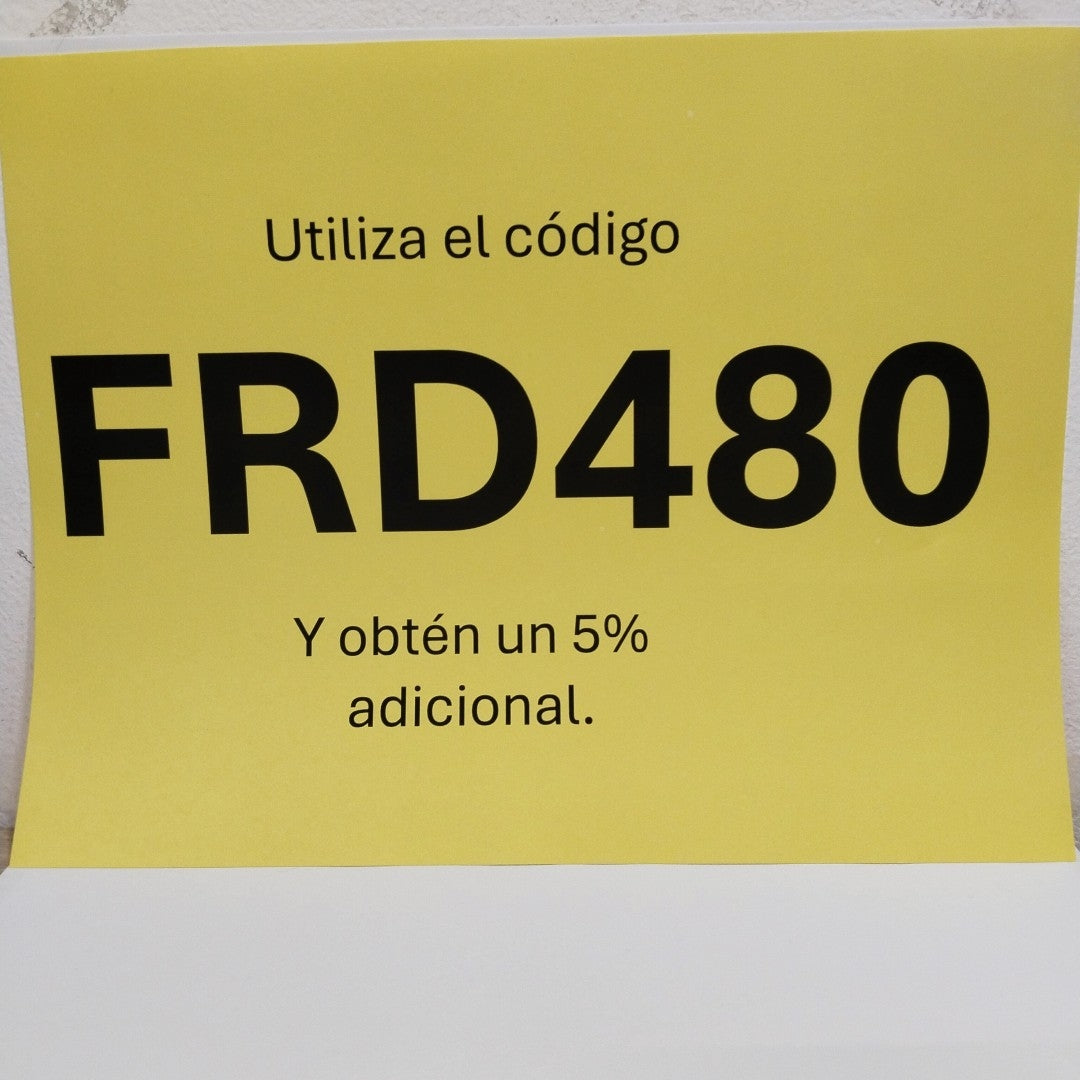 Utiliza el código
FRD480
Y obtén un 5%
adicional.